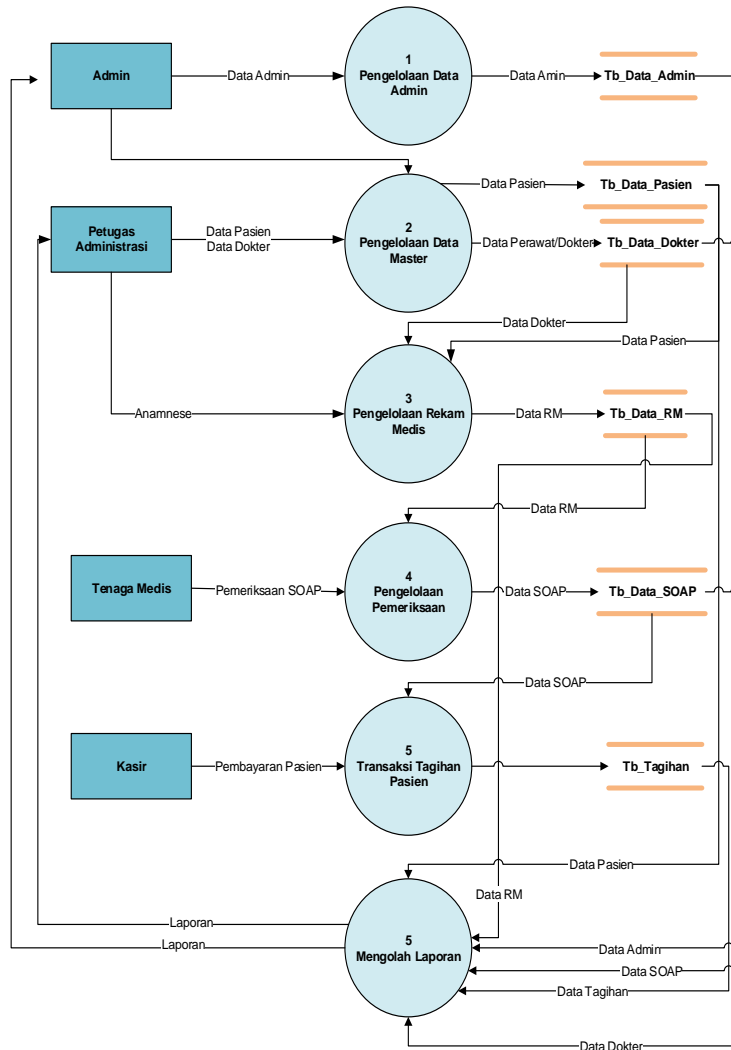 Admin
Data Admin
1
Pengelolaan Data
Admin
Data Amin
Tb_Data_Admin
Data Pasien
Tb_Data_Pasien
Petugas
Administrasi
Data Pasien
Data Dokter
2
Pengelolaan Data
Master
Data Perawat/Dokter
Tb_Data_Dokter
Data Dokter
Data Pasien
Anamnese
3
Pengelolaan Rekam
Medis
Data RM
Tb_Data_RM
Data RM
Tenaga Medis
Pemeriksaan SOAP
4
Pengelolaan
Pemeriksaan
Data SOAP
Tb_Data_SOAP
Data SOAP
Kasir
Pembayaran Pasien
5
Transaksi Tagihan
Pasien
Tb_Tagihan
Data Pasien
Data RM
Laporan
Laporan
5
Mengolah Laporan
Data Admin
Data SOAP
Data Tagihan
Data Dokter